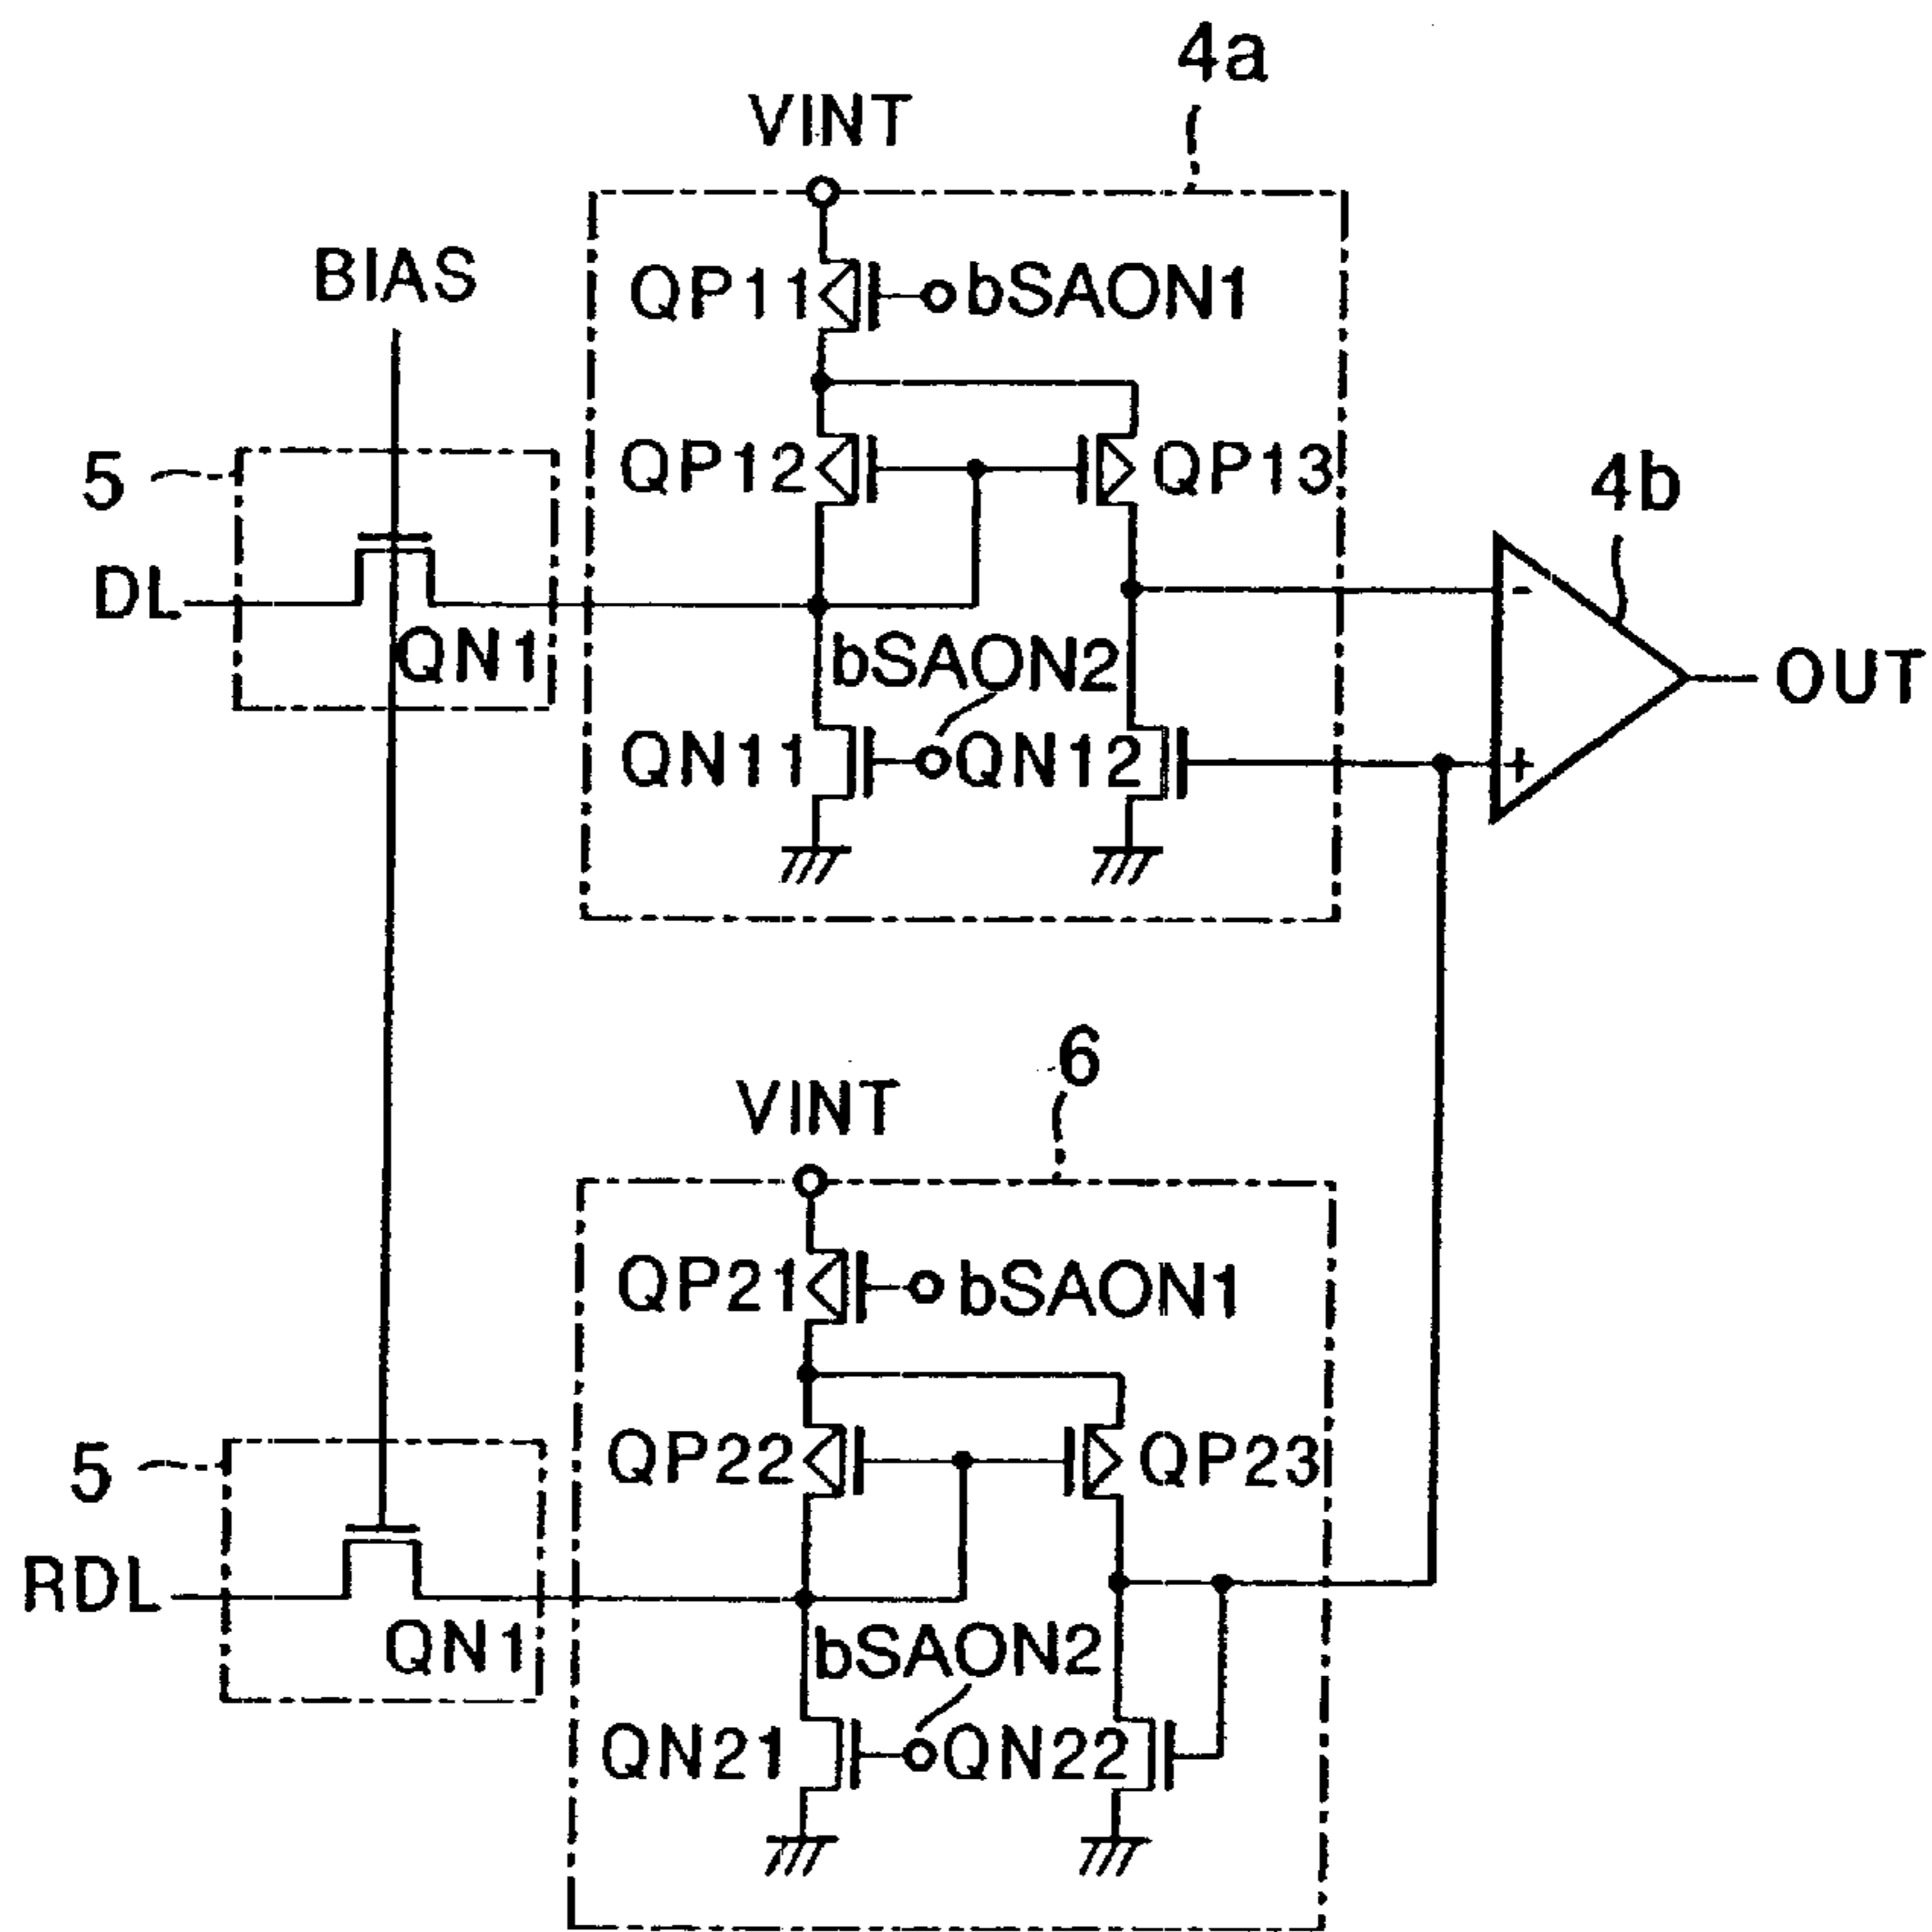 4a
VINT
BIAS
QP11
bSAON1
QP12
QP13
5
4b
DL
-
QN1
bSAON2
OUT
QN11
QN12
+
6
VINT
QP21
bSAON1
QP22
QP23
5
RDL
QN1
bSAON2
QN21
QN22